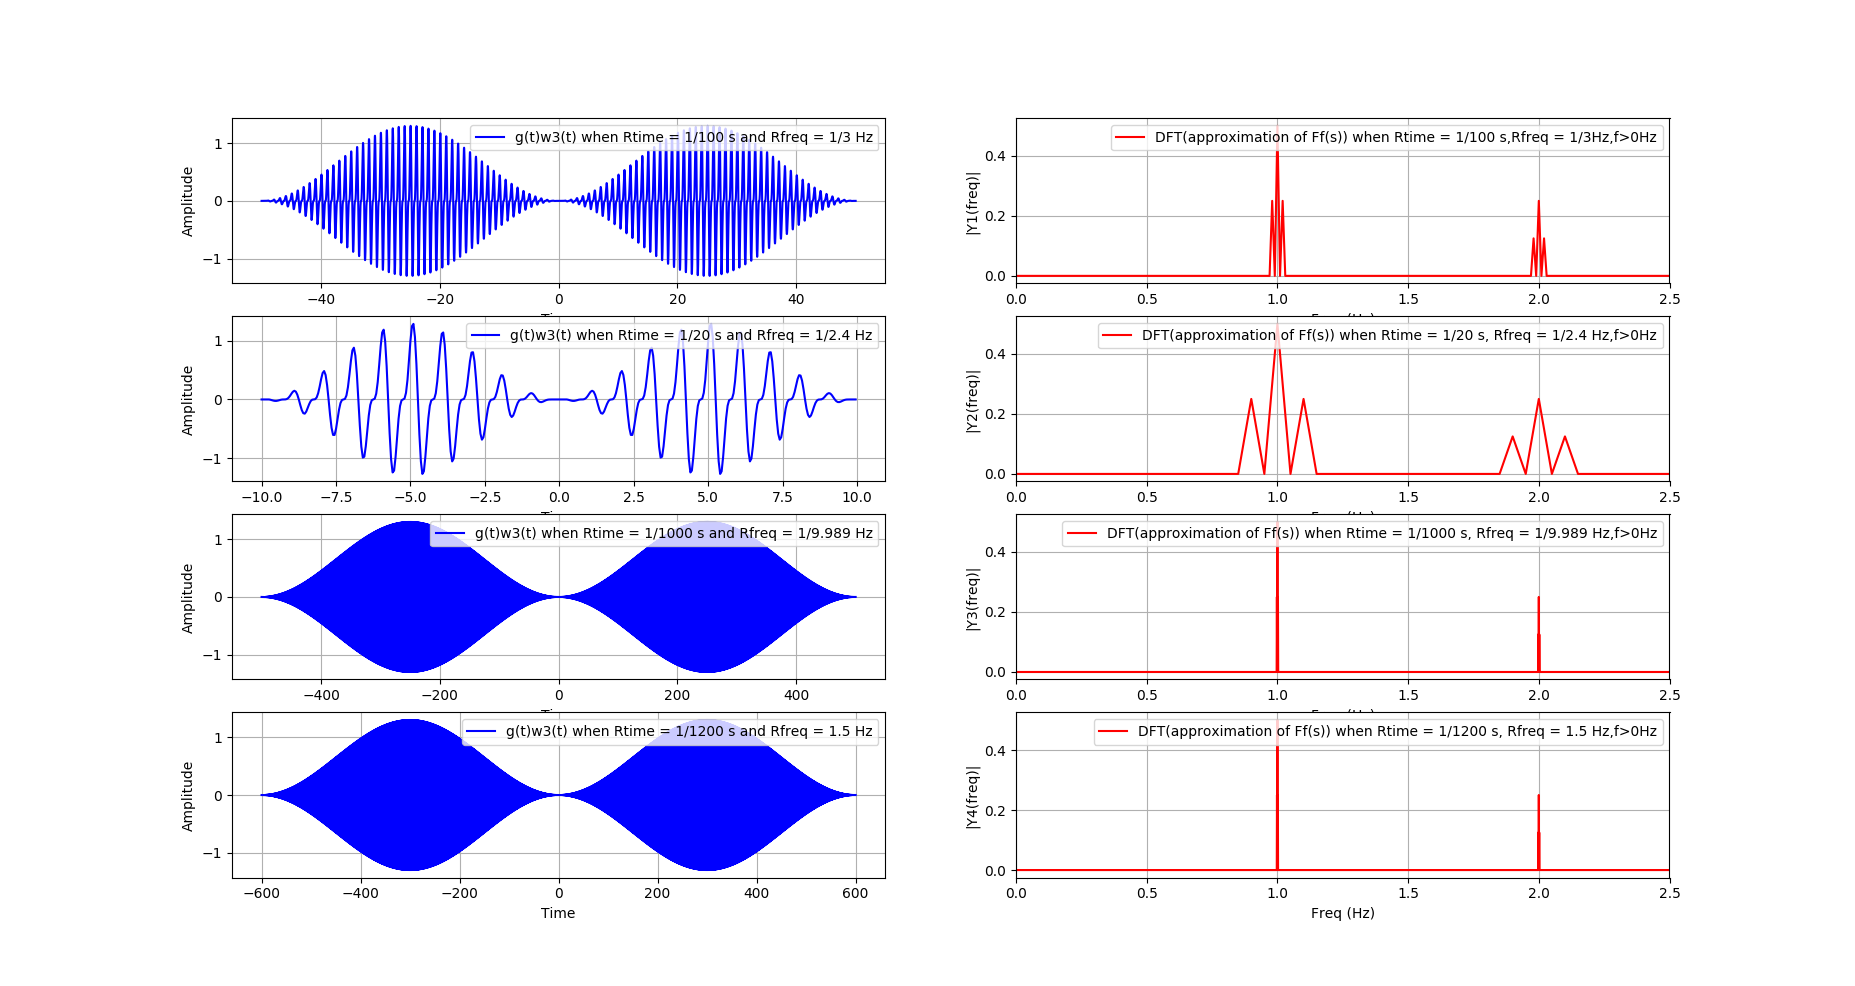 g(t)w3(t) when Rtime = 1/100 s and Rfreq = 1/3 Hz
Amplitude
1
0
−1
−40 −20 0 20 40
DFT(approximation of Ff(s)) when Rtime = 1/100 s,Rfreq = 1/3Hz,f>0Hz
|Y1(freq)|
0.4
0.2
0.0
0.0 0.5 1.0 1.5 2.0 2.5
g(t)w3(t) when Rtime = 1/20 s and Rfreq = 1/2.4 Hz
Amplitude
1
0
−1
−10.0 −7.5 −5.0 −2.5 0.0 2.5 5.0 7.5 10.0
DFT(approximation of Ff(s)) when Rtime = 1/20 s, Rfreq = 1/2.4 Hz,f>0Hz
|Y2(freq)|
0.4
0.2
0.0
0.0 0.5 1.0 1.5 2.0 2.5
g(t)w3(t) when Rtime = 1/1000 s and Rfreq = 1/9.989 Hz
Amplitude
1
0
−1
−400 −200 0 200 400
DFT(approximation of Ff(s)) when Rtime = 1/1000 s, Rfreq = 1/9.989 Hz,f>0Hz
|Y3(freq)|
0.4
0.2
0.0
0.0 0.5 1.0 1.5 2.0 2.5
g(t)w3(t) when Rtime = 1/1200 s and Rfreq = 1.5 Hz
Amplitude
1
0
−1
−600 −400 −200 0 200 400 600
Time
DFT(approximation of Ff(s)) when Rtime = 1/1200 s, Rfreq = 1.5 Hz,f>0Hz
|Y4(freq)|
0.4
0.2
0.0
0.0 0.5 1.0 1.5 2.0 2.5
Freq (Hz)